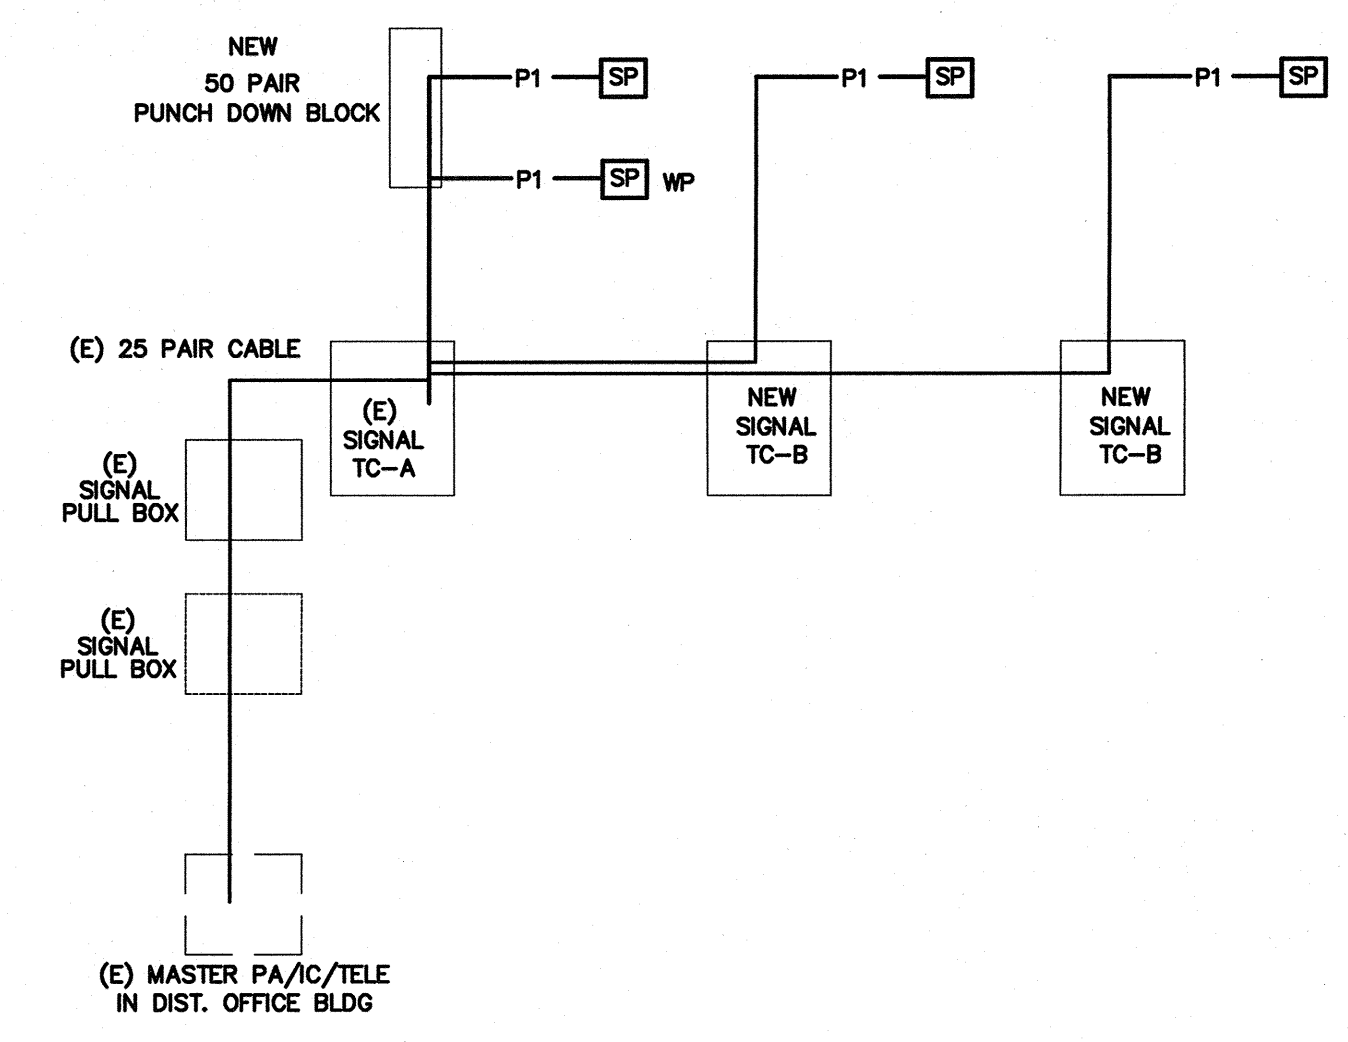 NEW
50 PAIR
PUNCH DOWN BLOCK
P1 SP
P1 SP
P1 SP
P1 SP WP
(E) 25 PAIR CABLE
(E)
SIGNAL
TC-A
NEW
SIGNAL
TC-B
NEW
SIGNAL
TC-B
(E)
SIGNAL
PULL BOX
(E)
SIGNAL
PULL BOX
(E) MASTER PA/IC/TELE
IN DIST. OFFICE BLDG